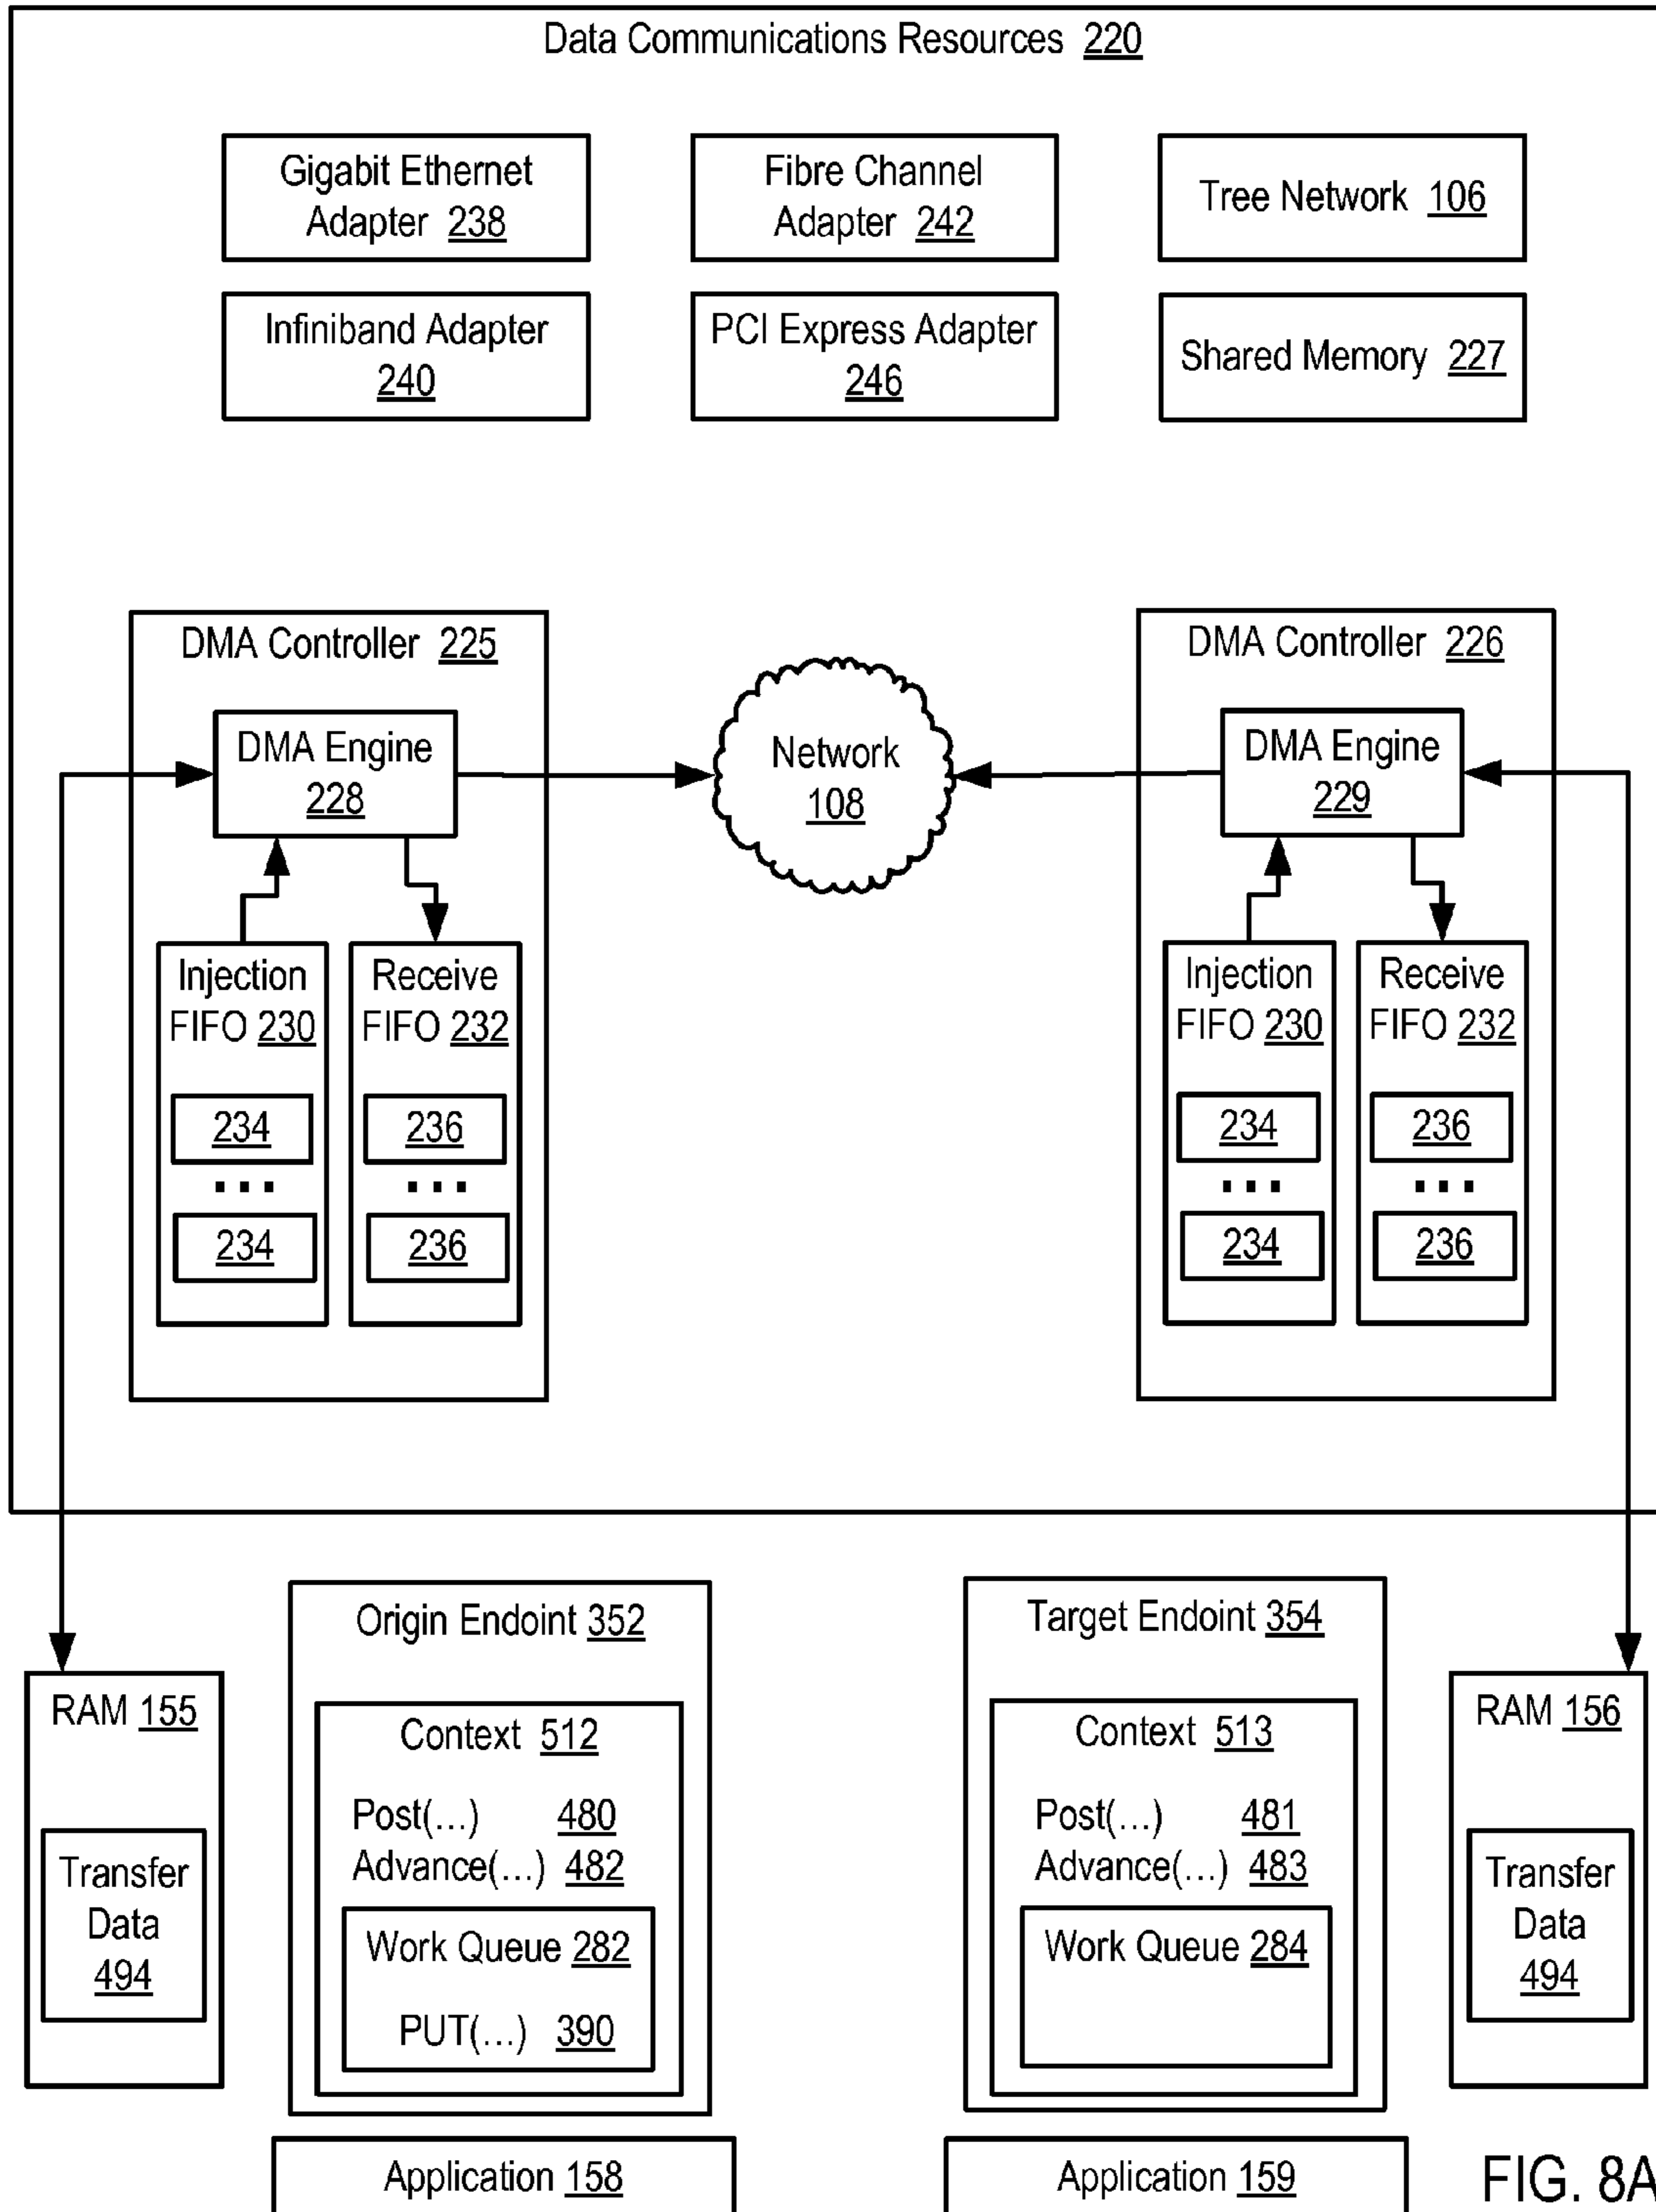 Data Communications Resources 220
Gigabit Ethernet
Adapter 238
Fibre Channel
Adapter 242
Tree Network 106
Infiniband Adapter
240
PCI Express Adapter
246
Shared Memory 227
DMA Controller 225
DMA Engine
228
Injection
FIFO 230
234
...
234
Receive
FIFO 232
236
...
236
Network
108
DMA Controller 226
DMA Engine
229
Injection
FIFO 230
234
...
234
Receive
FIFO 232
236
...
236
RAM 155
Transfer
Data
494
Origin Endoint 352
Context 512
Post(...) 480
Advance(...) 482
Work Queue 282
PUT(...) 390
Target Endoint 354
Context 513
Post(...) 481
Advance(...) 483
Work Queue 284
RAM 156
Transfer
Data
494
Application 158
Application 159
FIG. 8A